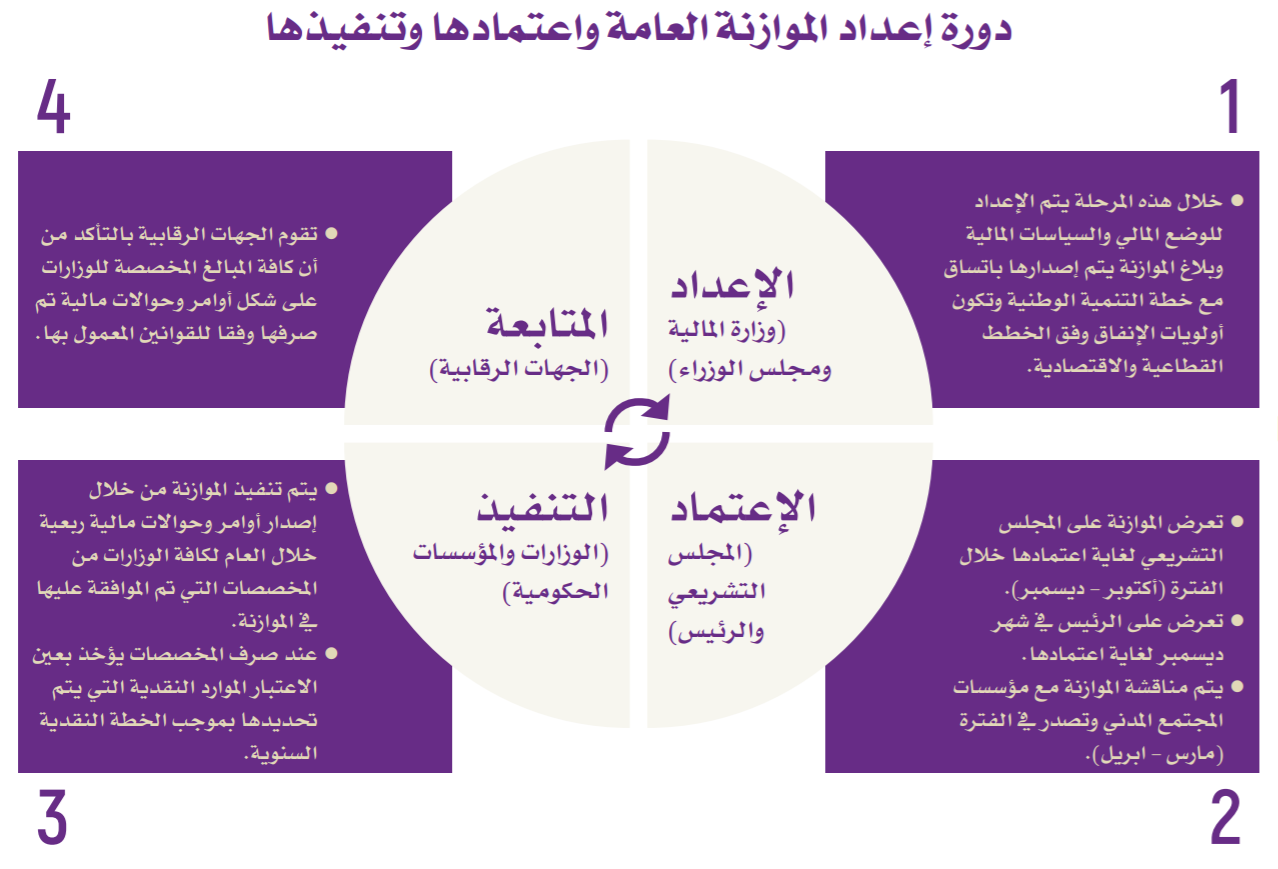 دورة إعداد الموازنة العامة واعتمادها وتنفيذها
1
الإعداد
(وزارة المالية
ومجلس الوزراء)
● خلال هذه المرحلة يتم الإعداد
للوضع المالي والسياسات المالية
وبلاغ الموازنة يتم إصدارها باتساق
مع خطة التنمية الوطنية وتكون
أولويات الإنفاق وفق الخطط
القطاعية والاقتصادية.
2
الإعتماد
(المجلس
التشريعي
والرئيس)
● تعرض الموازنة على المجلس
التشريعي لغاية اعتمادها خلال
الفترة (أكتوبر – ديسمبر).
● تعرض على الرئيس في شهر
ديسمبر لغاية اعتمادها.
● يتم مناقشة الموازنة مع مؤسسات
المجتمع المدني وتصدر في الفترة
(مارس – ابريل).
3
التنفيذ
(الوزارات والمؤسسات
الحكومية)
● يتم تنفيذ الموازنة من خلال
إصدار أوامر وحوالات مالية ربعية
خلال العام لكافة الوزارات من
المخصصات التي تم الموافقة عليها
في الموازنة.
● عند صرف المخصصات يؤخذ بعين
الاعتبار الموارد النقدية التي يتم
تحديدها بموجب الخطة النقدية
السنوية.
4
المتابعة
(الجهات الرقابية)
● تقوم الجهات الرقابية بالتأكد من
أن كافة المبالغ المخصصة للوزارات
على شكل أوامر وحوالات مالية تم
صرفها وفقا للقوانين المعمول بها.